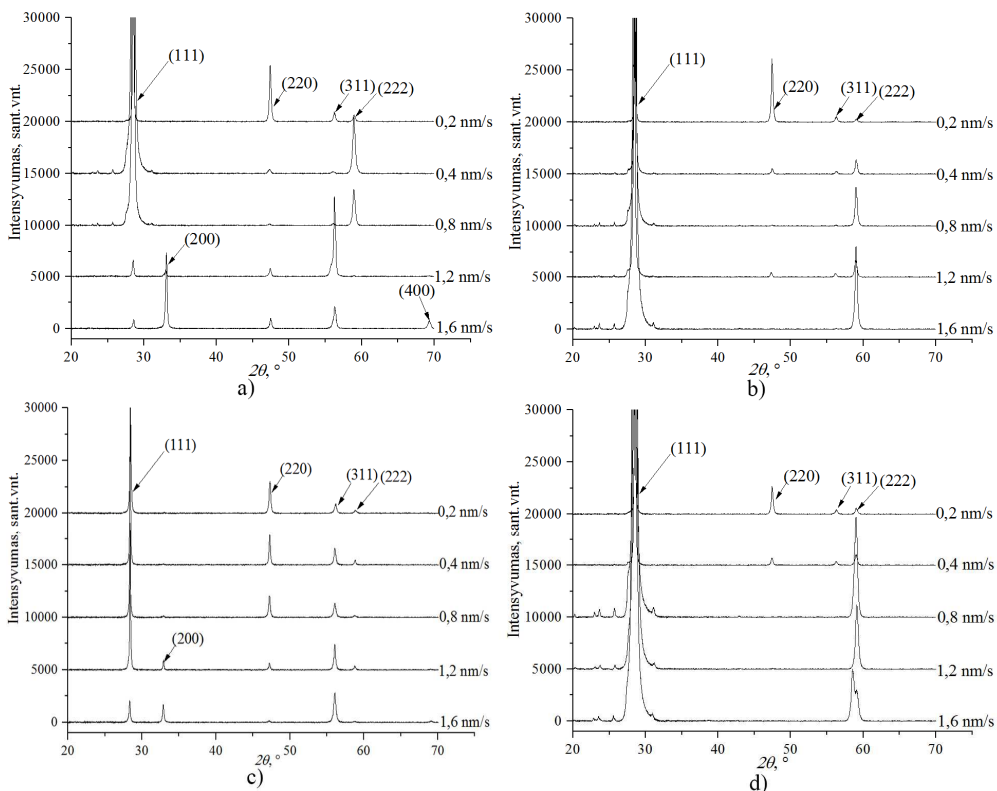 30000
25000
20000
15000
10000
5000
0
Intensyvumas, sant.vnt.
(111)
(220)
(311)
(222)
(200)
(400)
0,2 nm/s
0,4 nm/s
0,8 nm/s
1,2 nm/s
1,6 nm/s
20 30 40 50 60 70
2θ, °
a)
30000
25000
20000
15000
10000
5000
0
Intensyvumas, sant.vnt.
(111)
(220)
(311)
(222)
0,2 nm/s
0,4 nm/s
0,8 nm/s
1,2 nm/s
1,6 nm/s
20 30 40 50 60 70
2θ, °
b)
30000
25000
20000
15000
10000
5000
0
Intensyvumas, sant.vnt.
(111)
(220)
(311)
(222)
(200)
0,2 nm/s
0,4 nm/s
0,8 nm/s
1,2 nm/s
1,6 nm/s
20 30 40 50 60 70
2θ, °
c)
30000
25000
20000
15000
10000
5000
0
Intensyvumas, sant.vnt.
(111)
(220)
(311)
(222)
0,2 nm/s
0,4 nm/s
0,8 nm/s
1,2 nm/s
1,6 nm/s
20 30 40 50 60 70
2θ, °
d)